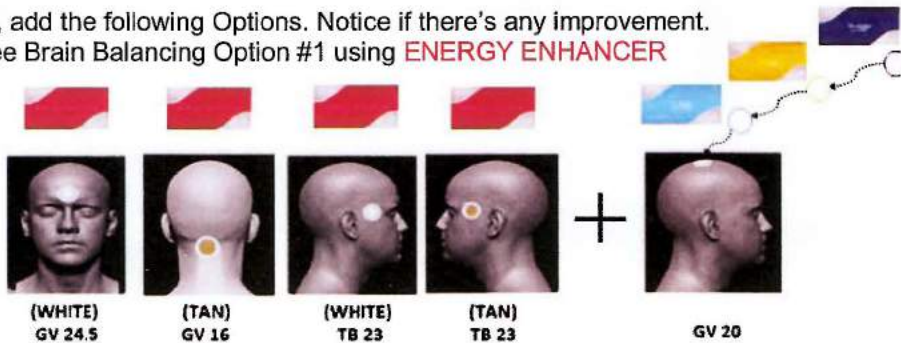 , add the following Options. Notice if there's any improvement.
ee Brain Balancing Option #1 using ENERGY ENHANCER
(WHITE) (TAN) (WHITE) (TAN)
GV 24.5 GV 16 TB 23 TB 23 GV 20